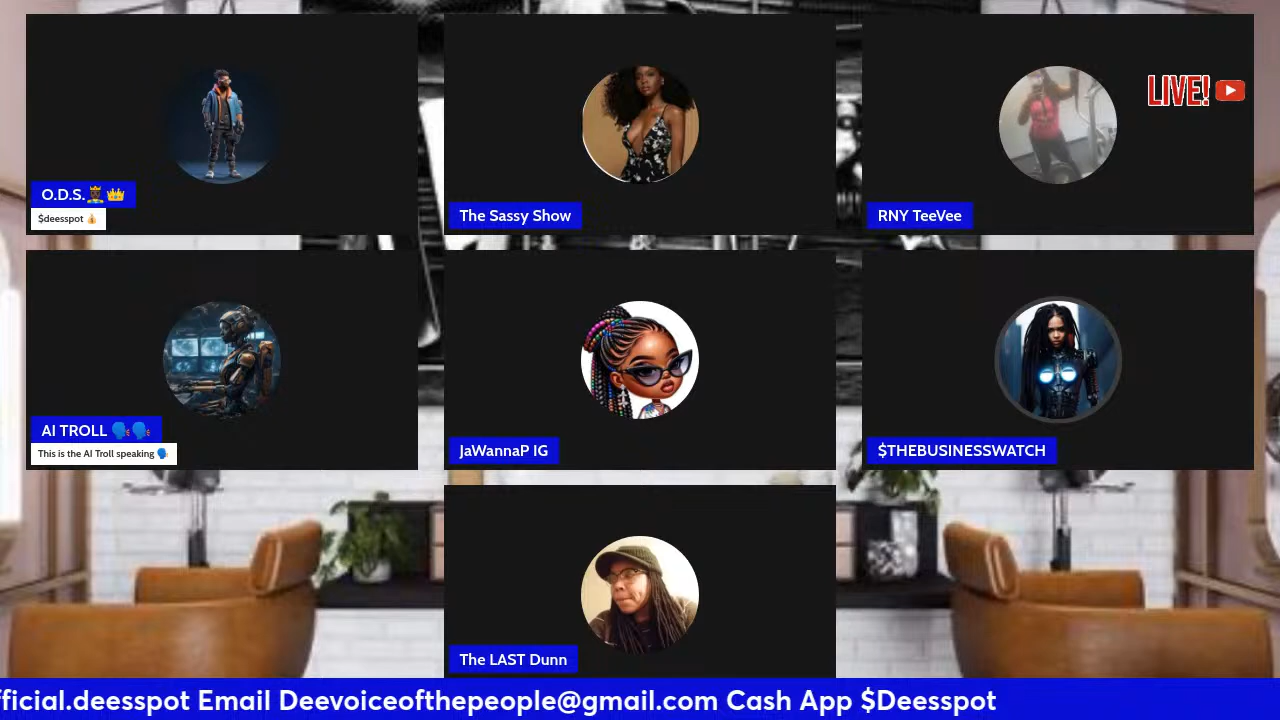 LIVE!
O.D.S.
$deesspot
The Sassy Show
RNY TeeVee
AI TROLL
This is the AI Troll speaking
JaWannaP IG
$THEBUSINESSWATCH
The LAST Dunn
fficial.deesspot Email Deevoiceofthepeople@gmail.com Cash App $Deesspot